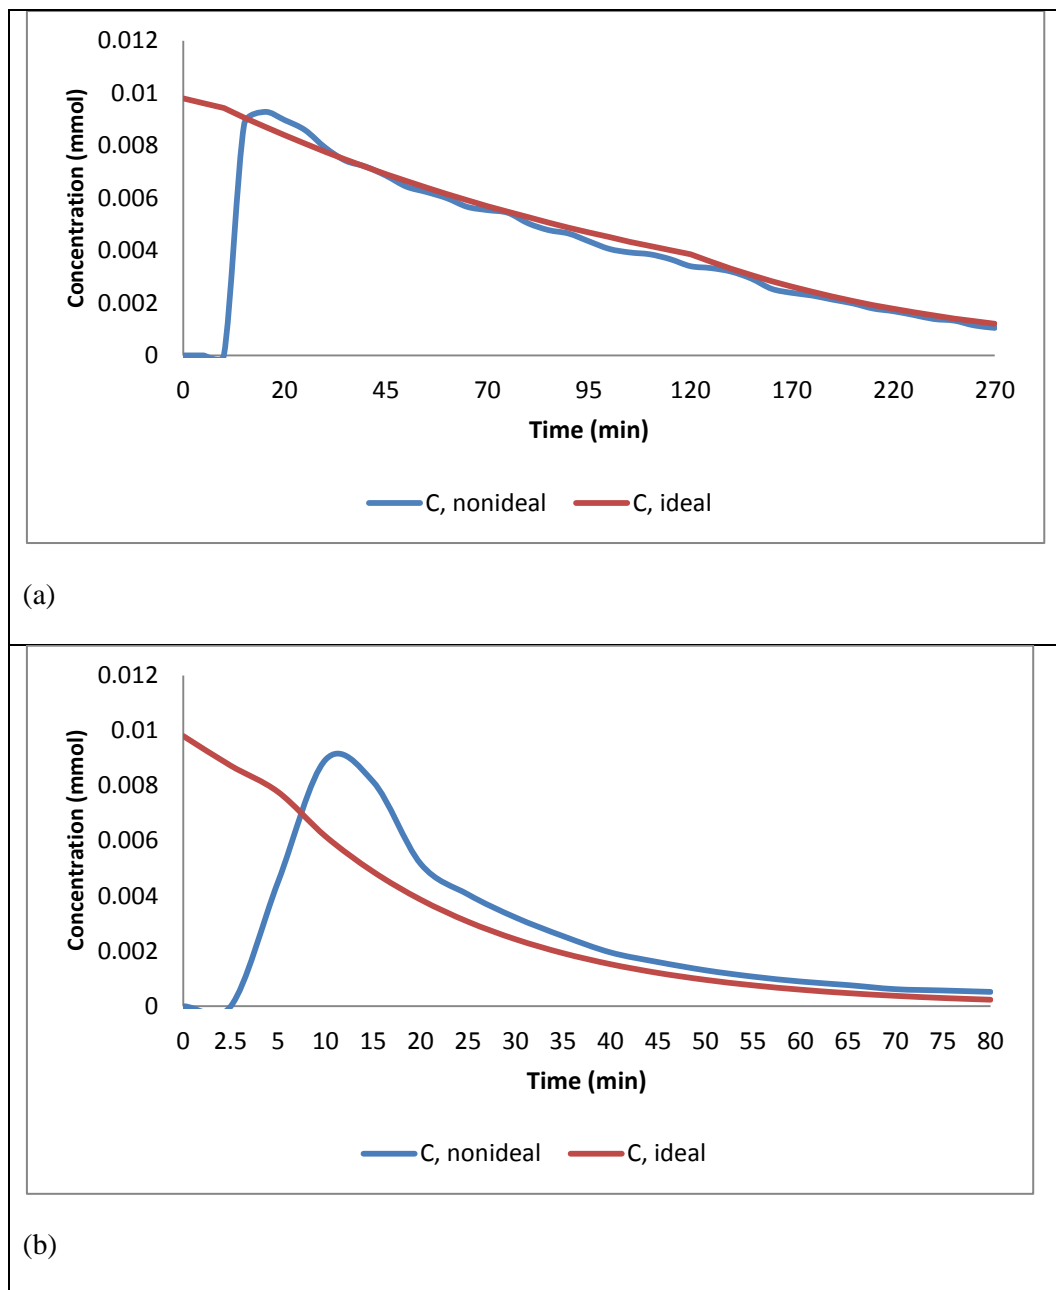 0.012
0.01
0.008
0.006
0.004
0.002
0
Concentration (mmol)
0 20 45 70 95 120 170 220 270
Time (min)
C, nonideal C, ideal
(a)
0.012
0.01
0.008
0.006
0.004
0.002
0
Concentration (mmol)
0 2.5 5 10 15 20 25 30 35 40 45 50 55 60 65 70 75 80
Time (min)
C, nonideal C, ideal
(b)